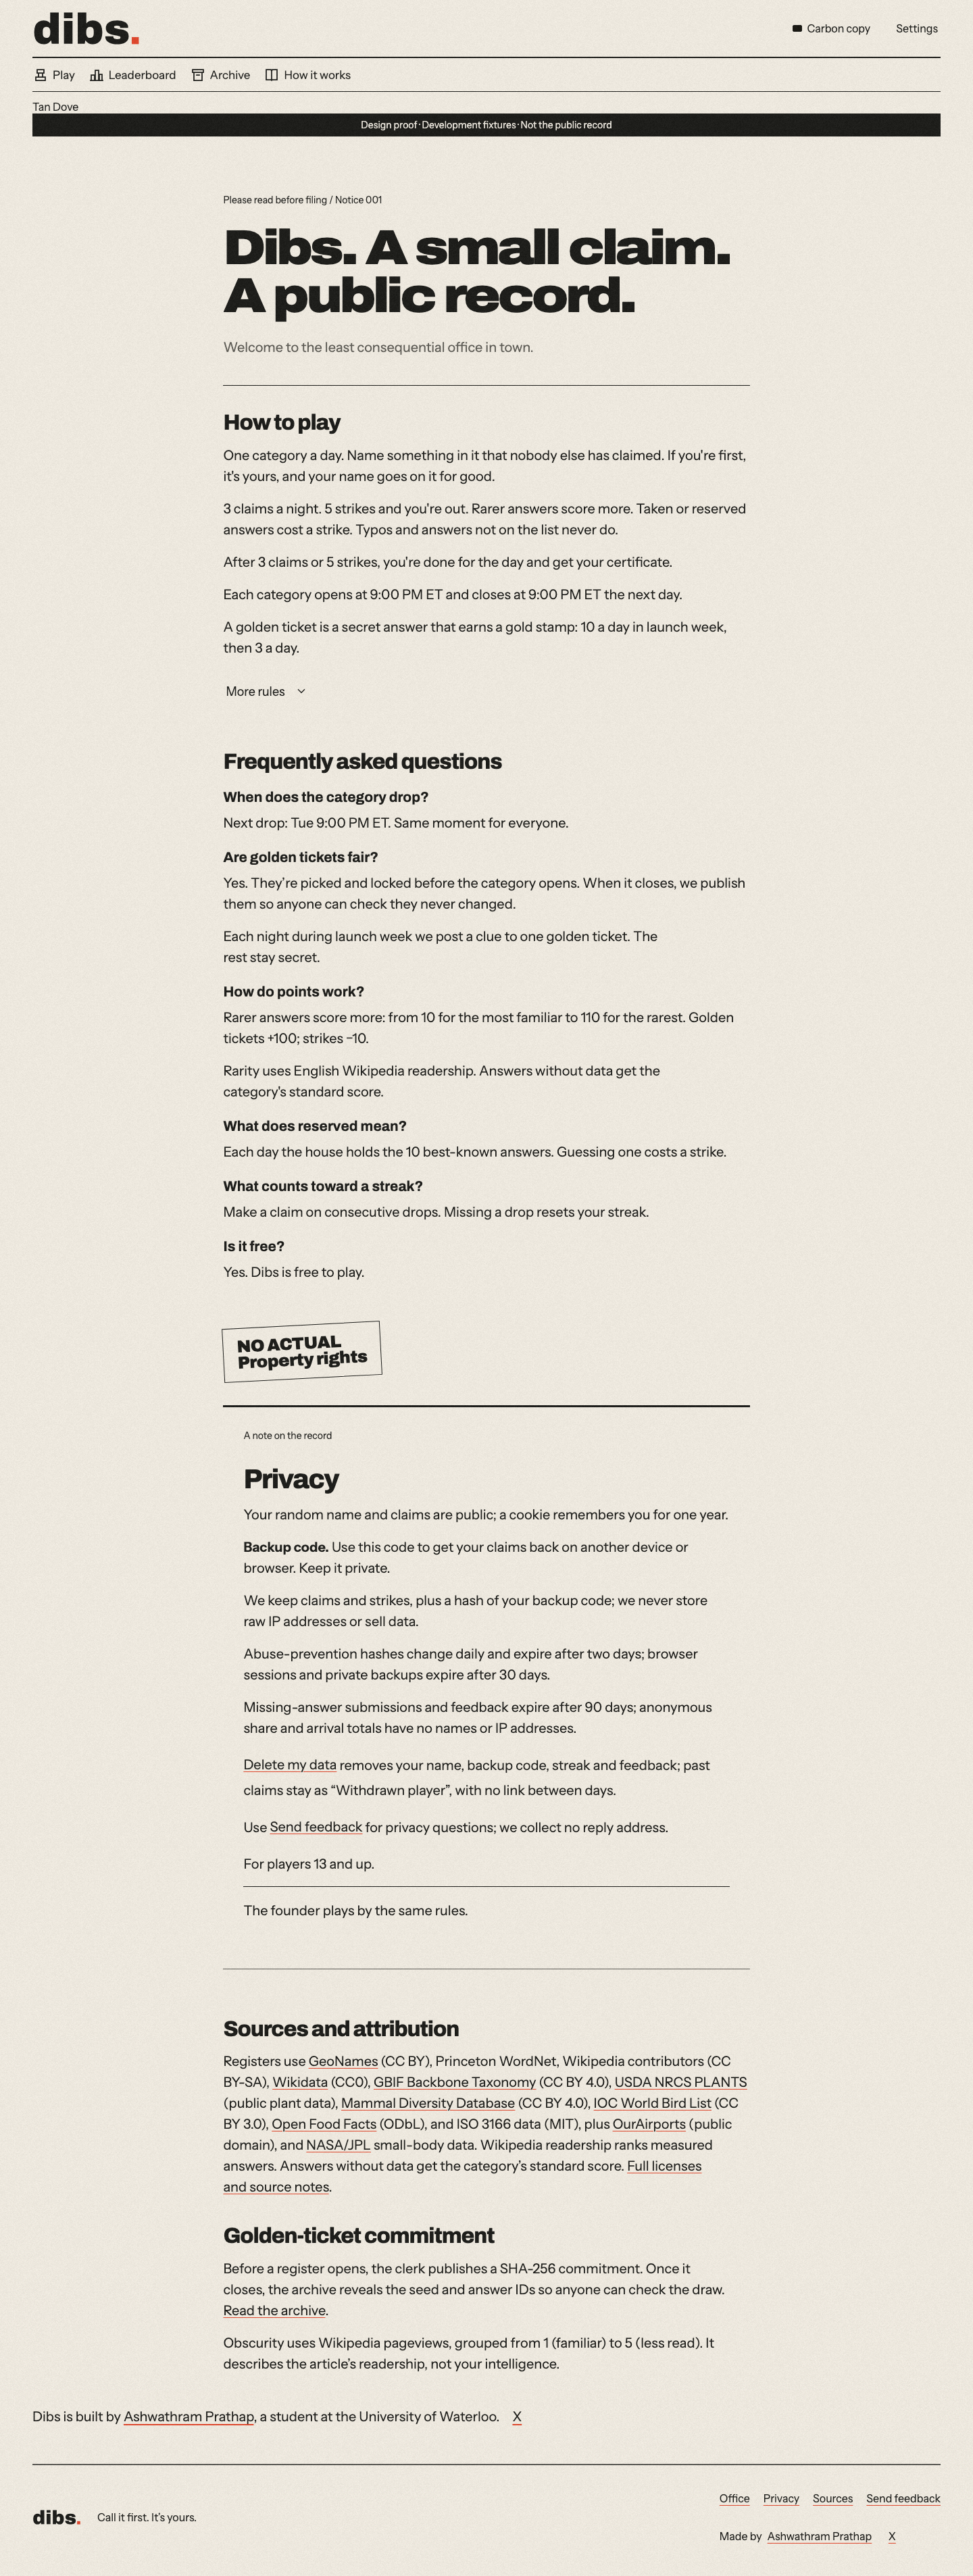 dibs.
Carbon copy Settings
Play Leaderboard Archive How it works
Tan Dove
Design proof · Development fixtures · Not the public record
Please read before filing / Notice 001
Dibs. A small claim.
A public record.
Welcome to the least consequential office in town.
How to play
One category a day. Name something in it that nobody else has claimed. If you're first,
it's yours, and your name goes on it for good.
3 claims a night. 5 strikes and you're out. Rarer answers score more. Taken or reserved
answers cost a strike. Typos and answers not on the list never do.
After 3 claims or 5 strikes, you're done for the day and get your certificate.
Each category opens at 9:00 PM ET and closes at 9:00 PM ET the next day.
A golden ticket is a secret answer that earns a gold stamp: 10 a day in launch week,
then 3 a day.
More rules
Frequently asked questions
When does the category drop?
Next drop: Tue 9:00 PM ET. Same moment for everyone.
Are golden tickets fair?
Yes. They’re picked and locked before the category opens. When it closes, we publish
them so anyone can check they never changed.
Each night during launch week we post a clue to one golden ticket. The
rest stay secret.
How do points work?
Rarer answers score more: from 10 for the most familiar to 110 for the rarest. Golden
tickets +100; strikes −10.
Rarity uses English Wikipedia readership. Answers without data get the
category's standard score.
What does reserved mean?
Each day the house holds the 10 best-known answers. Guessing one costs a strike.
What counts toward a streak?
Make a claim on consecutive drops. Missing a drop resets your streak.
Is it free?
Yes. Dibs is free to play.
NO ACTUAL
Property rights
A note on the record
Privacy
Your random name and claims are public; a cookie remembers you for one year.
Backup code. Use this code to get your claims back on another device or
browser. Keep it private.
We keep claims and strikes, plus a hash of your backup code; we never store
raw IP addresses or sell data.
Abuse-prevention hashes change daily and expire after two days; browser
sessions and private backups expire after 30 days.
Missing-answer submissions and feedback expire after 90 days; anonymous
share and arrival totals have no names or IP addresses.
Delete my data removes your name, backup code, streak and feedback; past
claims stay as “Withdrawn player”, with no link between days.
Use Send feedback for privacy questions; we collect no reply address.
For players 13 and up.
The founder plays by the same rules.
Sources and attribution
Registers use GeoNames (CC BY), Princeton WordNet, Wikipedia contributors (CC
BY-SA), Wikidata (CC0), GBIF Backbone Taxonomy (CC BY 4.0), USDA NRCS PLANTS
(public plant data), Mammal Diversity Database (CC BY 4.0), IOC World Bird List (CC
BY 3.0), Open Food Facts (ODbL), and ISO 3166 data (MIT), plus OurAirports (public
domain), and NASA/JPL small-body data. Wikipedia readership ranks measured
answers. Answers without data get the category’s standard score. Full licenses
and source notes.
Golden-ticket commitment
Before a register opens, the clerk publishes a SHA-256 commitment. Once it
closes, the archive reveals the seed and answer IDs so anyone can check the draw.
Read the archive.
Obscurity uses Wikipedia pageviews, grouped from 1 (familiar) to 5 (less read). It
describes the article’s readership, not your intelligence.
Dibs is built by Ashwathram Prathap, a student at the University of Waterloo. X
dibs. Call it first. It’s yours.
Office Privacy Sources Send feedback
Made by Ashwathram Prathap X